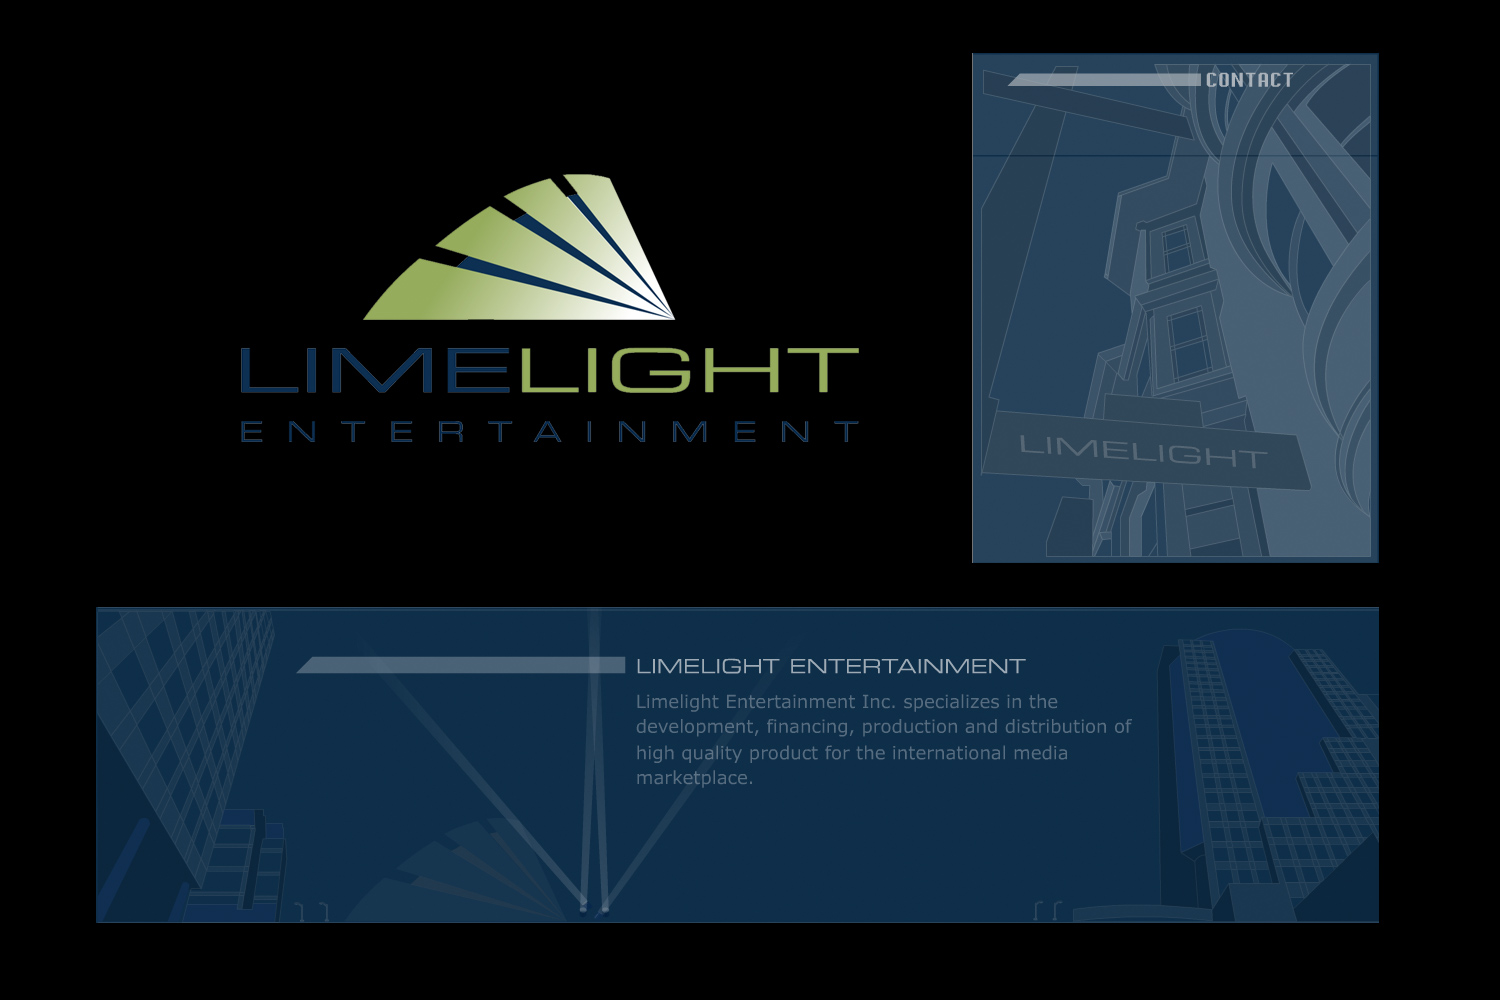 LIMELIGHT
ENTERTAINMENT
CONTACT
LIMELIGHT
LIMELIGHT ENTERTAINMENT
Limelight Entertainment Inc. specializes in the
development, financing, production and distribution of
high quality product for the international media
marketplace.